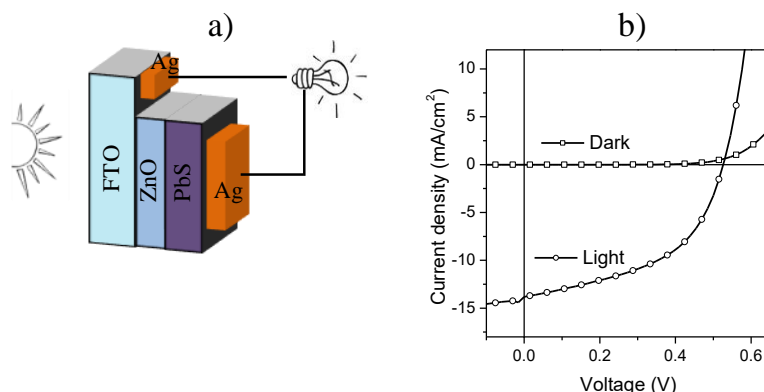 a)
Ag
FTO
ZnO
PbS
Ag
b)
Current density (mA/cm²)
10
5
0
-5
-10
-15
Dark
Light
0.0
0.2
0.4
0.6
Voltage (V)